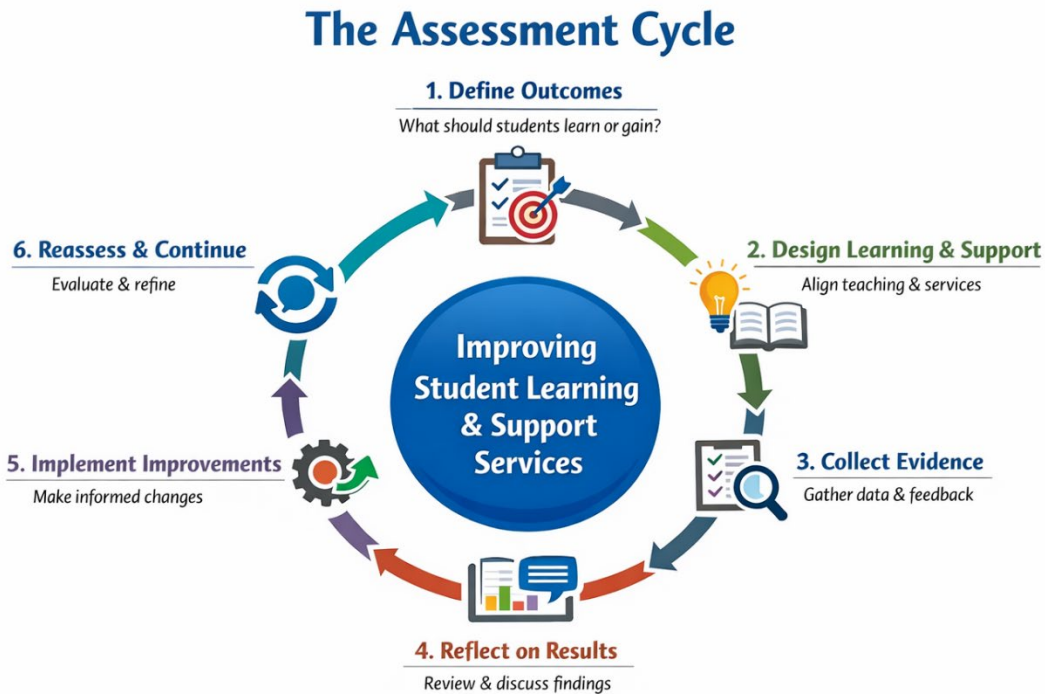 The Assessment Cycle
1. Define Outcomes
What should students learn or gain?
2. Design Learning & Support
Align teaching & services
3. Collect Evidence
Gather data & feedback
4. Reflect on Results
Review & discuss findings
5. Implement Improvements
Make informed changes
6. Reassess & Continue
Evaluate & refine
Improving
Student Learning
& Support
Services